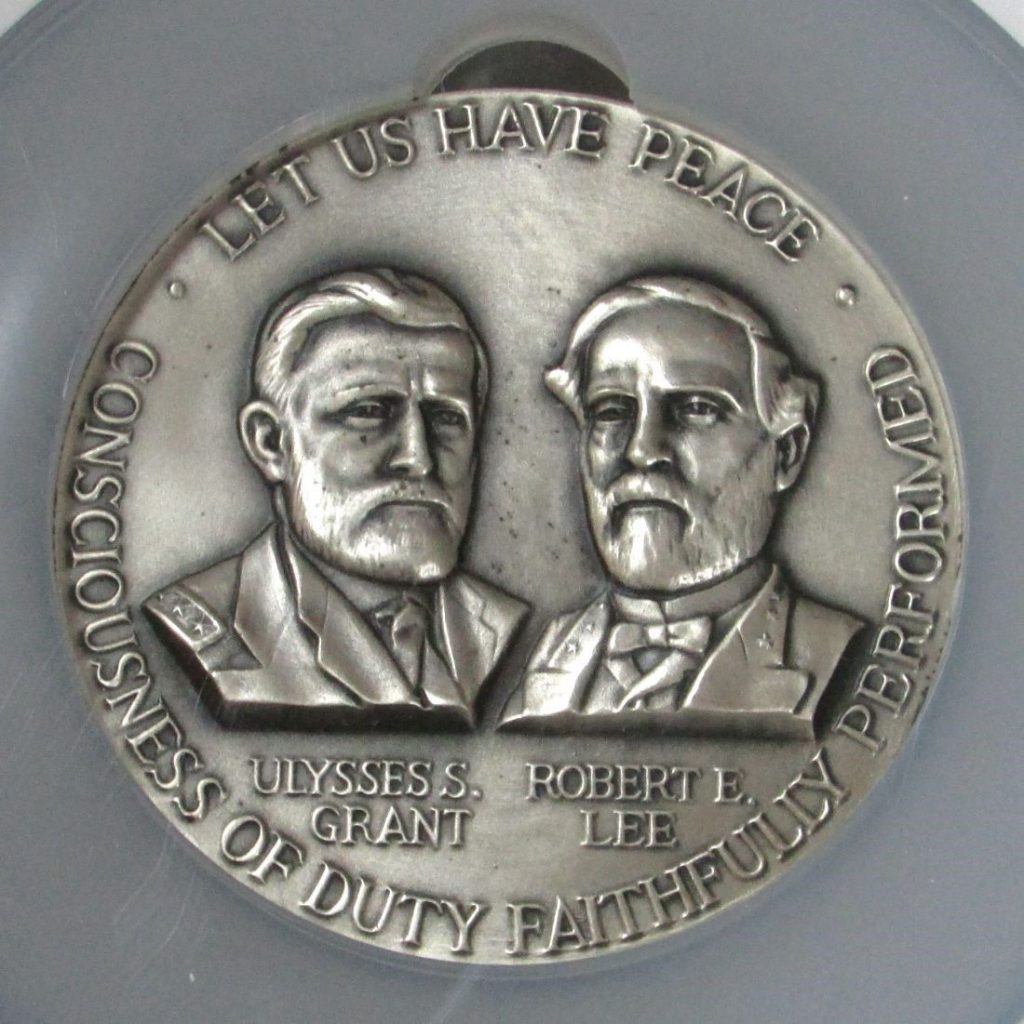 LET US HAVE PEACE
ULYSSES S.
GRANT
ROBERT E.
LEE
CONSCIOUSNESS OF DUTY FAITHFULLY PERFORMED